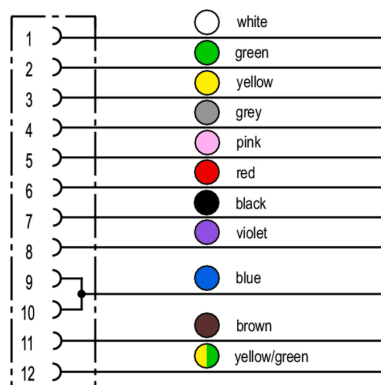 1 white
2 green
3 yellow
4 grey
5 pink
6 red
7 black
8 violet
9 blue
10
11 brown
12 yellow/green